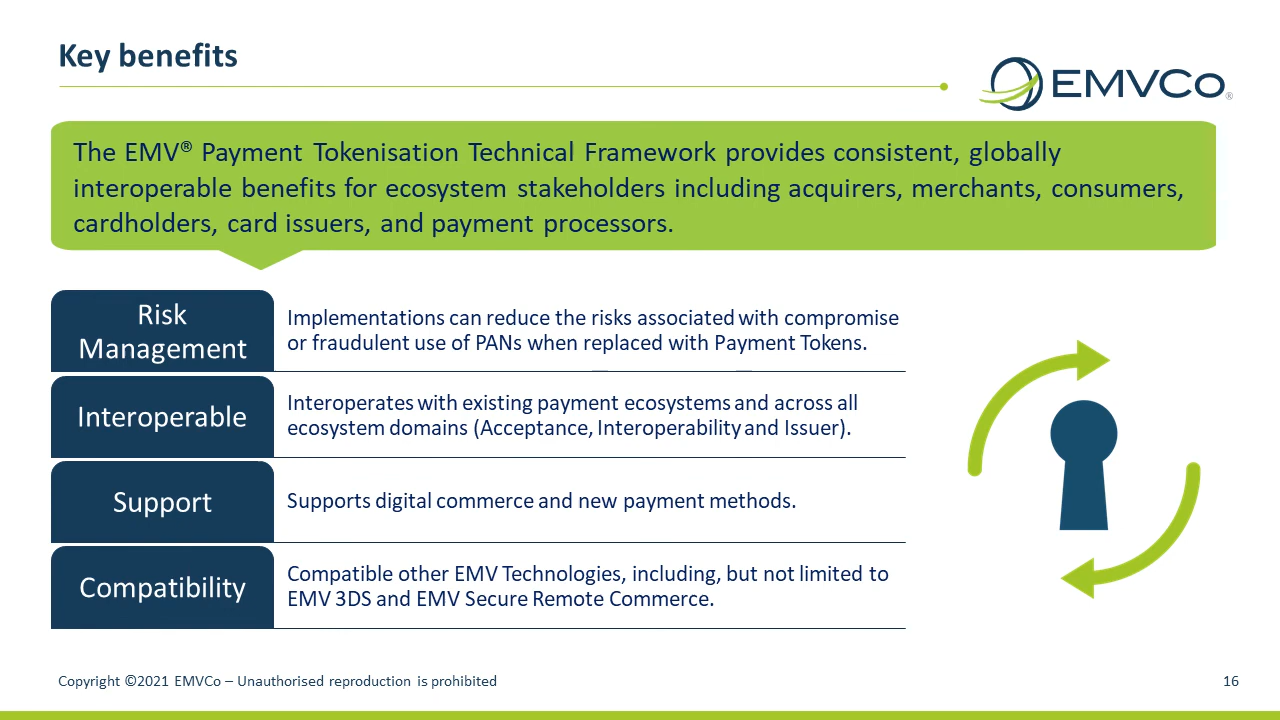 Key benefits
EMVCo®
The EMV® Payment Tokenisation Technical Framework provides consistent, globally
interoperable benefits for ecosystem stakeholders including acquirers, merchants, consumers,
cardholders, card issuers, and payment processors.
Risk
Management
Implementations can reduce the risks associated with compromise
or fraudulent use of PANs when replaced with Payment Tokens.
Interoperable
Interoperates with existing payment ecosystems and across all
ecosystem domains (Acceptance, Interoperability and Issuer).
Support
Supports digital commerce and new payment methods.
Compatibility
Compatible other EMV Technologies, including, but not limited to
EMV 3DS and EMV Secure Remote Commerce.
Copyright ©2021 EMVCo – Unauthorised reproduction is prohibited
16